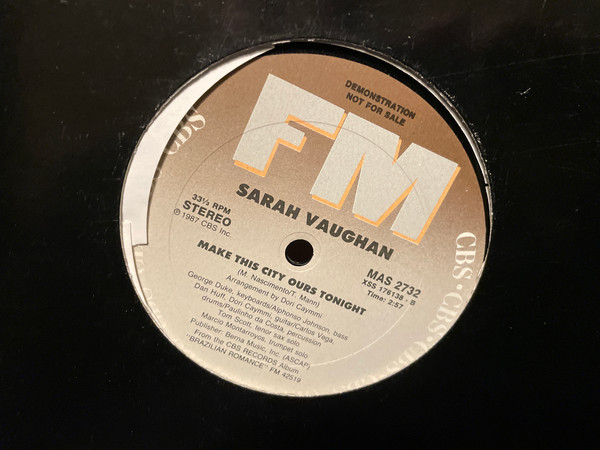 DEMONSTRATION
NOT FOR SALE
FM
SARAH VAUGHAN
33⅓ RPM
STEREO
℗ 1987 CBS Inc.
MAS 2732
XSS 176138 - B
Time: 2:57
MAKE THIS CITY OURS TONIGHT
(M. Nascimento/T. Mann)
Arrangement by Dori Caymmi
George Duke, keyboards/Alphonso Johnson, bass
Dan Huff, Dori Caymmi, guitar/Carlos Vega,
drums/Paulinho da Costa, percussion
Tom Scott, tenor sax solo
Marcio Montarroyos, trumpet solo
Publisher: Berna Music, Inc. (ASCAP)
From the CBS RECORDS Album
"BRAZILIAN ROMANCE" FM 42519
CBS
CBS • CBS • CBS